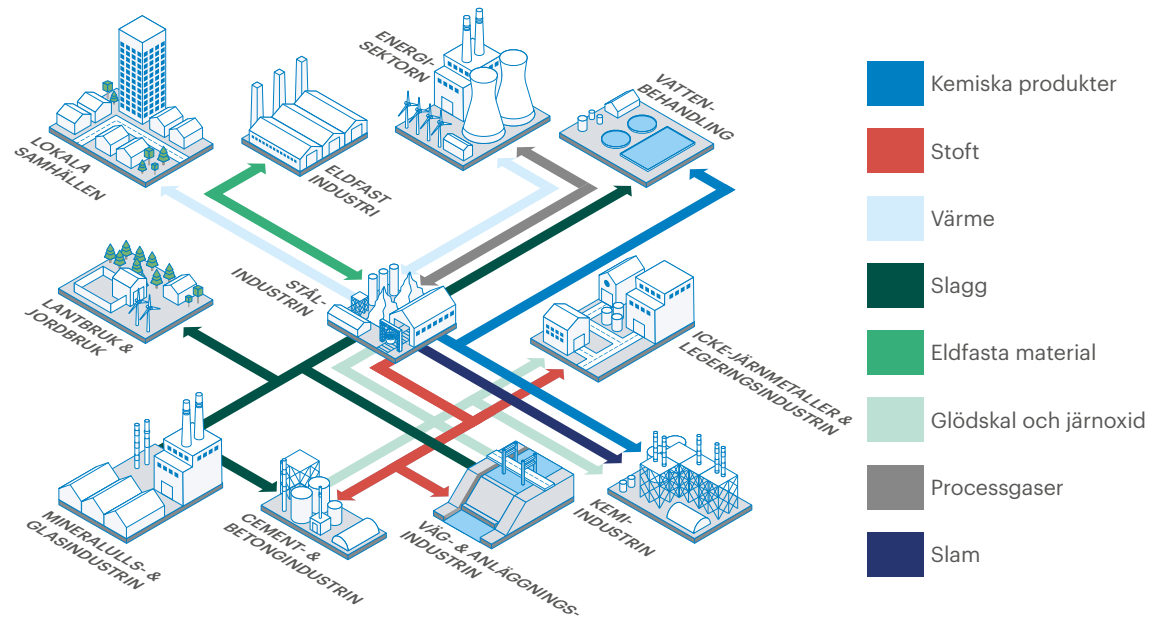 LOKALA
SAMHÄLLEN
ELDFAST
INDUSTRI
ENERGI-
SEKTORN
VATTEN-
BEHANDLING
STÅL-
INDUSTRIN
LANTBRUK &
JORDBRUK
ICKE-JÄRNMETALLER &
LEGERINGSINDUSTRIN
MINERALULLS- &
GLASINDUSTRIN
CEMENT- &
BETONGINDUSTRIN
VÄG- & ANLÄGGNINGS-
INDUSTRIN
KEMI-
INDUSTRIN
Kemiska produkter
Stoft
Värme
Slagg
Eldfasta material
Glödskal och järnoxid
Processgaser
Slam